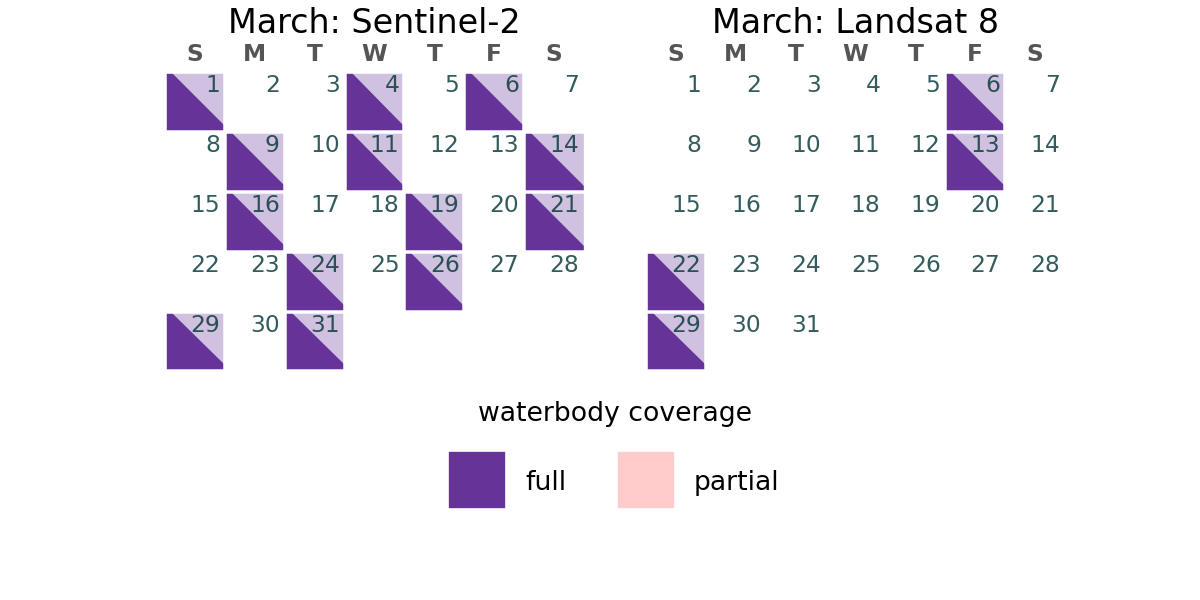 March: Sentinel-2
S M T W T F S
1 2 3 4 5 6 7
8 9 10 11 12 13 14
15 16 17 18 19 20 21
22 23 24 25 26 27 28
29 30 31
March: Landsat 8
S M T W T F S
1 2 3 4 5 6 7
8 9 10 11 12 13 14
15 16 17 18 19 20 21
22 23 24 25 26 27 28
29 30 31
waterbody coverage
full
partial